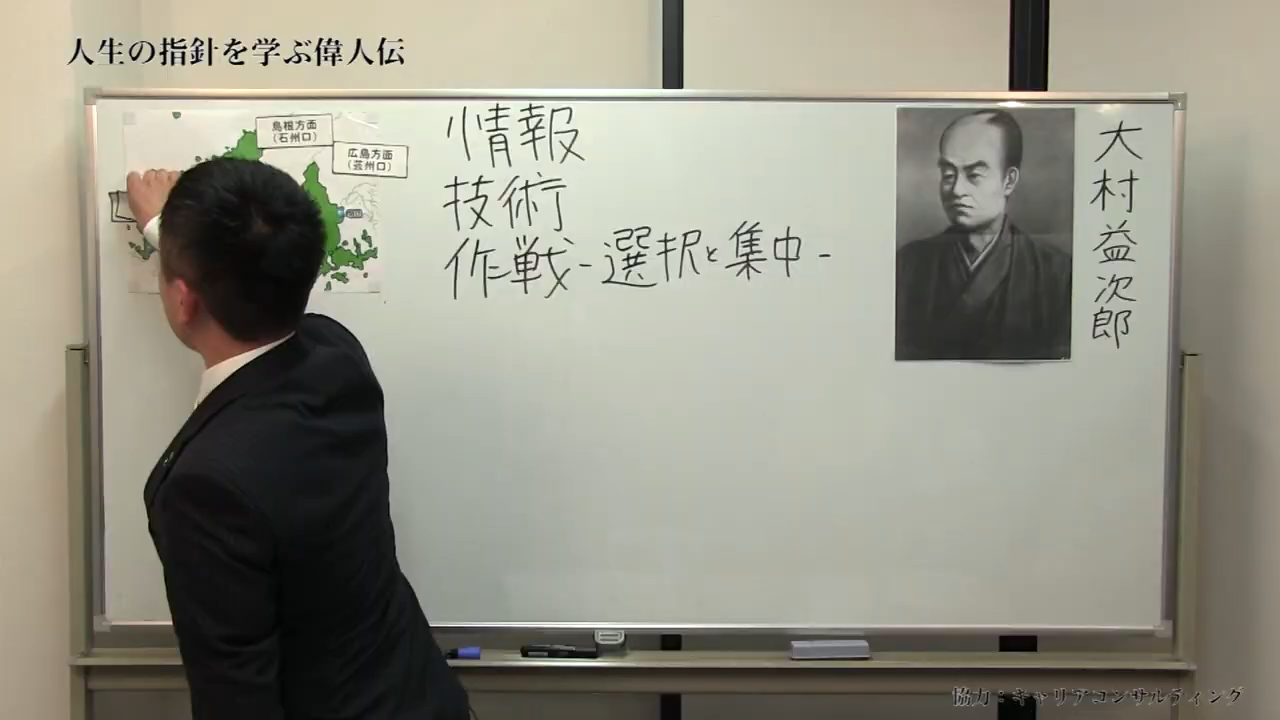 人生の指針を学ぶ偉人伝
島根方面
(石州口)
広島方面
(芸州口)
情報
技術
作戦-選択と集中-
大村益次郎
協力:キャリアコンサルティング